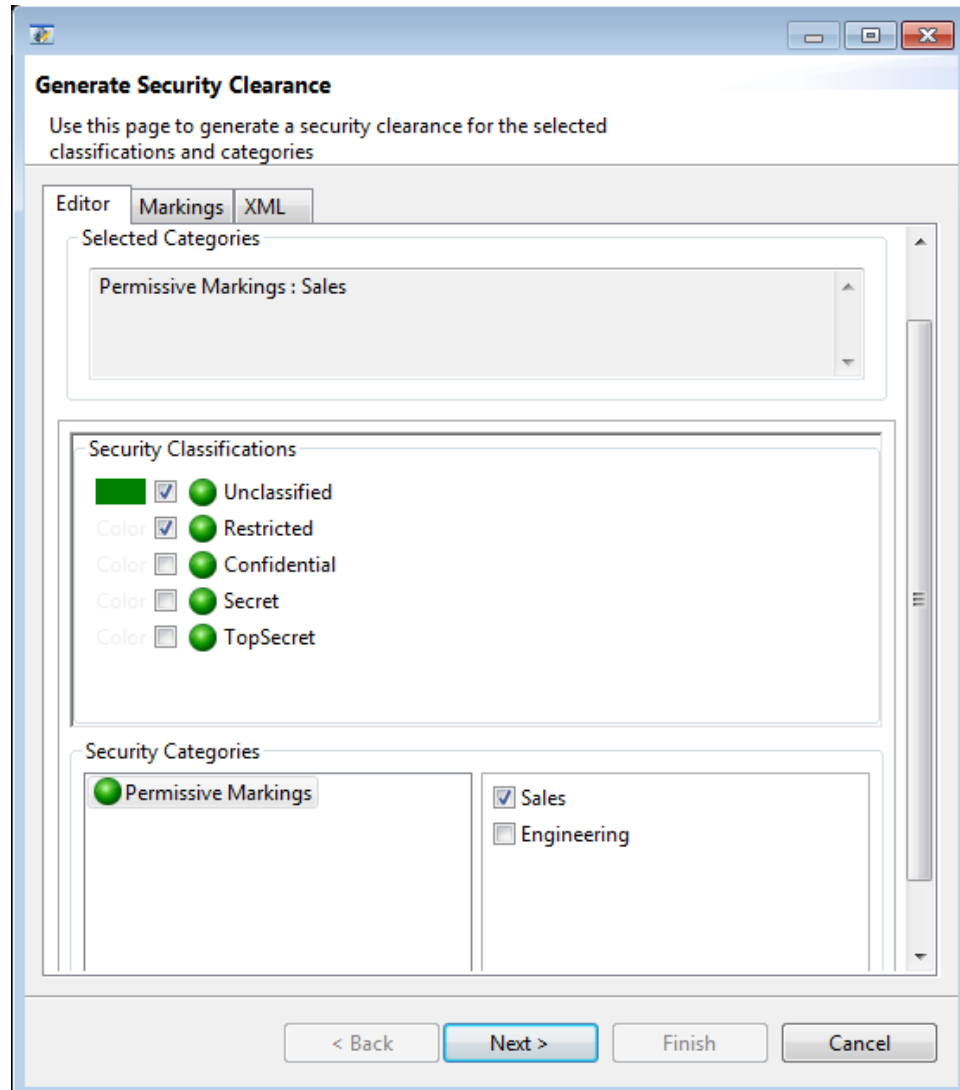 Generate Security Clearance
Use this page to generate a security clearance for the selected
classifications and categories
Editor Markings XML
Selected Categories
Permissive Markings : Sales
Security Classifications
Unclassified
Color Restricted
Color Confidential
Color Secret
Color TopSecret
Security Categories
Permissive Markings
Sales
Engineering
< Back Next > Finish Cancel